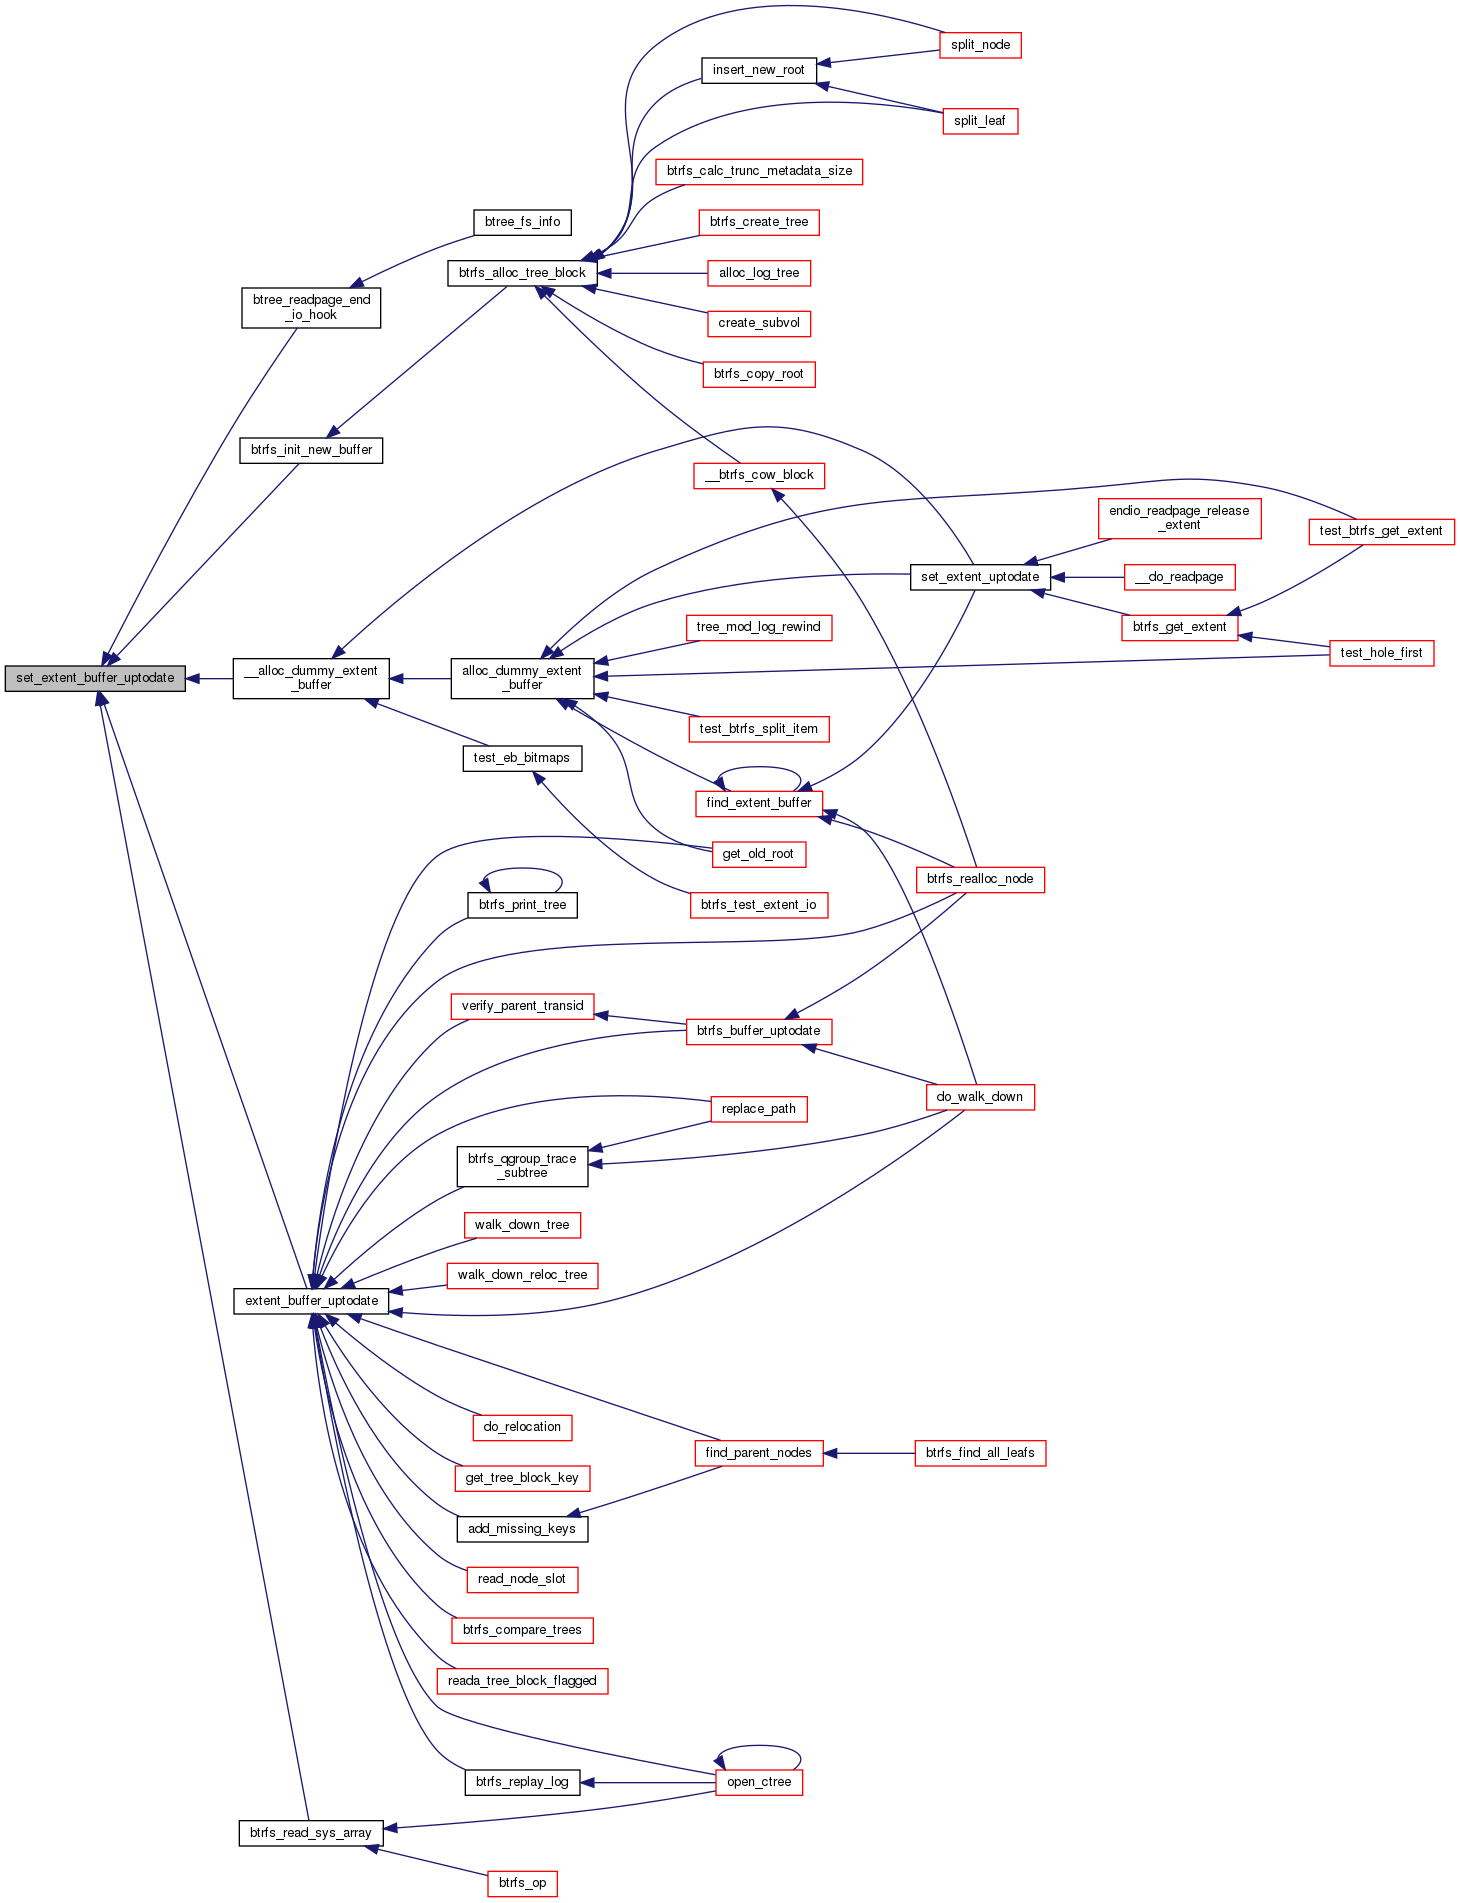 split_node
insert_new_root
split_leaf
btrfs_calc_trunc_metadata_size
btree_fs_info
btrfs_create_tree
btrfs_alloc_tree_block
alloc_log_tree
btree_readpage_end
_io_hook
create_subvol
btrfs_copy_root
btrfs_init_new_buffer
__btrfs_cow_block
endio_readpage_release
_extent
test_btrfs_get_extent
set_extent_uptodate
__do_readpage
tree_mod_log_rewind
btrfs_get_extent
test_hole_first
set_extent_buffer_uptodate
__alloc_dummy_extent
_buffer
alloc_dummy_extent
_buffer
test_btrfs_split_item
test_eb_bitmaps
find_extent_buffer
get_old_root
btrfs_realloc_node
btrfs_print_tree
btrfs_test_extent_io
verify_parent_transid
btrfs_buffer_uptodate
do_walk_down
replace_path
btrfs_qgroup_trace
_subtree
walk_down_tree
walk_down_reloc_tree
extent_buffer_uptodate
do_relocation
find_parent_nodes
btrfs_find_all_leafs
get_tree_block_key
add_missing_keys
read_node_slot
btrfs_compare_trees
reada_tree_block_flagged
btrfs_replay_log
open_ctree
btrfs_read_sys_array
btrfs_op